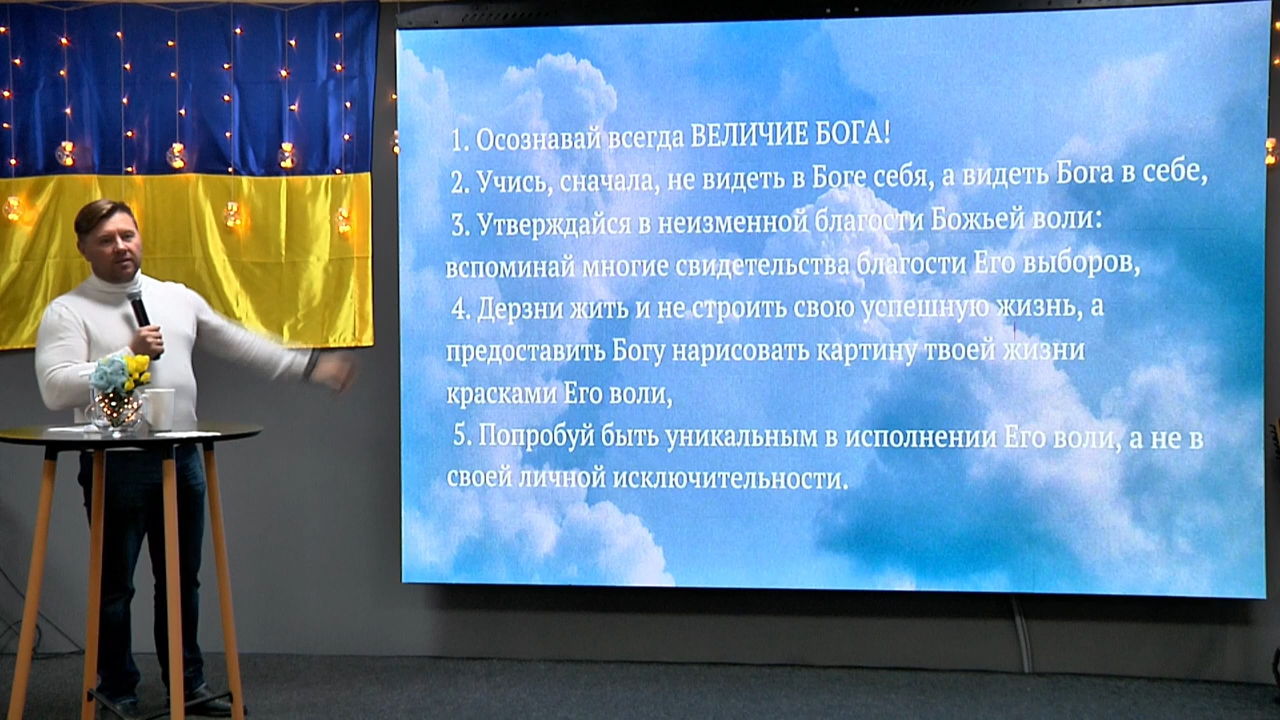 1. Осознавай всегда ВЕЛИЧИЕ БОГА!
2. Учись, сначала, не видеть в Боге себя, а видеть Бога в себе,
3. Утверждайся в неизменной благости Божьей воли:
вспоминай многие свидетельства благости Его выборов,
4. Дерзни жить и не строить свою успешную жизнь, а
предоставить Богу нарисовать картину твоей жизни
красками Его воли,
5. Попробуй быть уникальным в исполнении Его воли, а не в
своей личной исключительности.